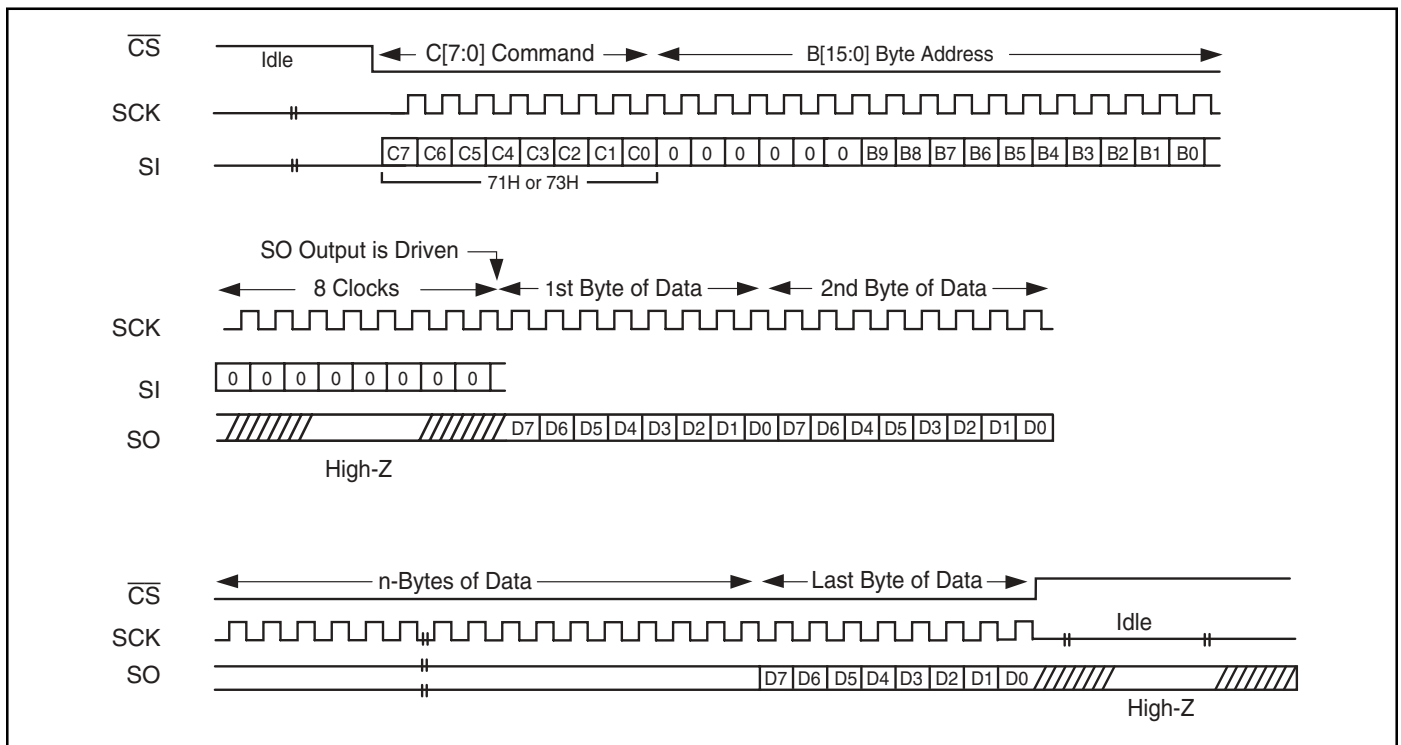 CS Idle C[7:0] Command B[15:0] Byte Address
SCK
SI C7 C6 C5 C4 C3 C2 C1 C0 0 0 0 0 0 0 B9 B8 B7 B6 B5 B4 B3 B2 B1 B0
71H or 73H
SO Output is Driven
8 Clocks 1st Byte of Data 2nd Byte of Data
SCK
SI 0 0 0 0 0 0 0 0
SO D7 D6 D5 D4 D3 D2 D1 D0 D7 D6 D4 D5 D3 D2 D1 D0
High-Z
CS n-Bytes of Data Last Byte of Data
SCK Idle
SO D7 D6 D5 D4 D3 D2 D1 D0
High-Z